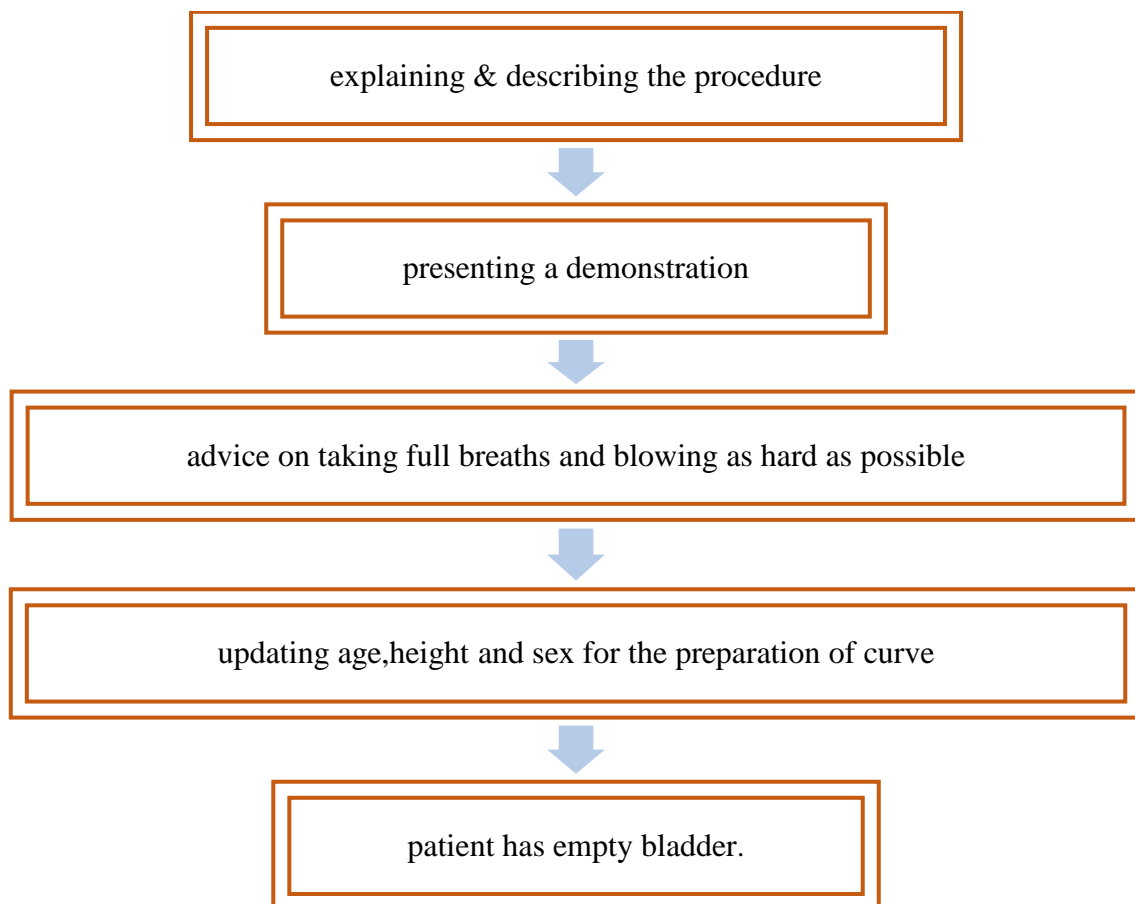 explaining & describing the procedure
presenting a demonstration
advice on taking full breaths and blowing as hard as possible
updating age,height and sex for the preparation of curve
patient has empty bladder.